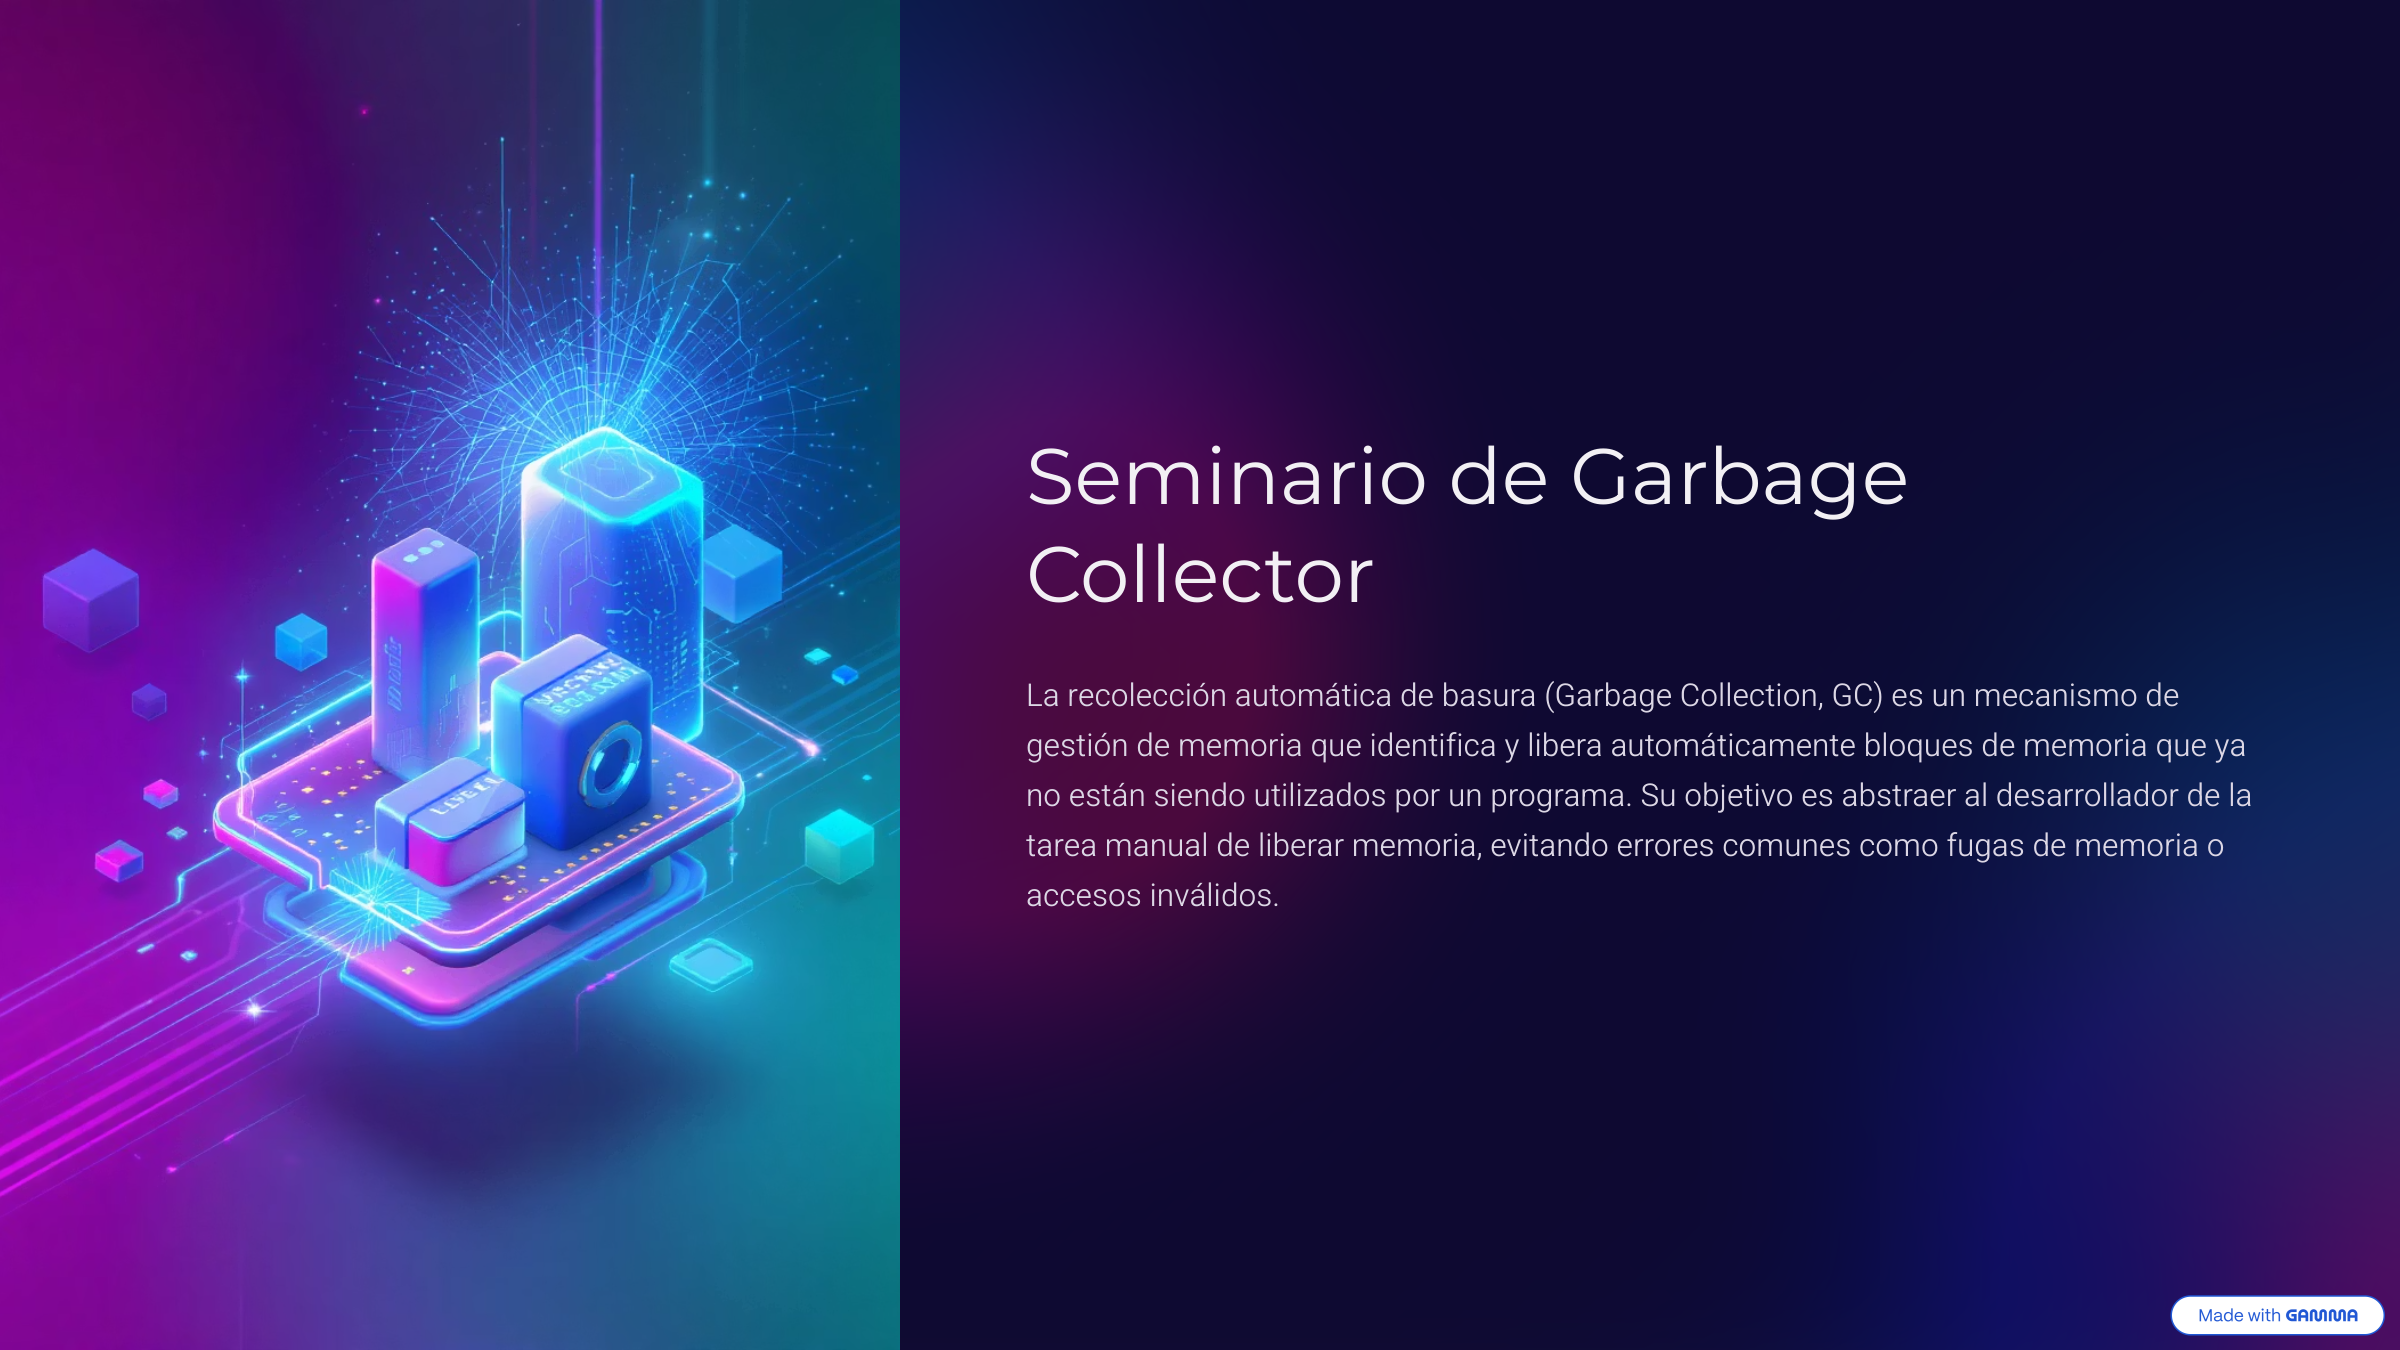 Seminario de Garbage
Collector
La recolección automática de basura (Garbage Collection, GC) es un mecanismo de
gestión de memoria que identifica y libera automáticamente bloques de memoria que ya
no están siendo utilizados por un programa. Su objetivo es abstraer al desarrollador de la
tarea manual de liberar memoria, evitando errores comunes como fugas de memoria o
accesos inválidos.
Made with GAMMA